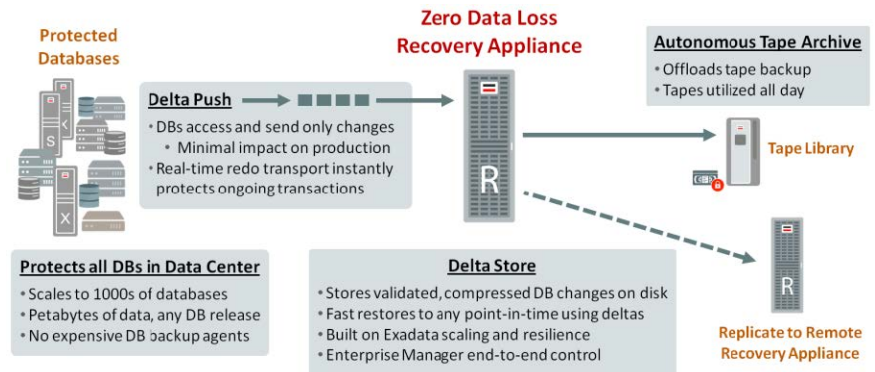 Zero Data Loss
Recovery Appliance
Protected
Databases
Delta Push
• DBs access and send only changes
• Minimal impact on production
• Real-time redo transport instantly
protects ongoing transactions
S
K
X
R
Autonomous Tape Archive
• Offloads tape backup
• Tapes utilized all day
Tape Library
Protects all DBs in Data Center
• Scales to 1000s of databases
• Petabytes of data, any DB release
• No expensive DB backup agents
Delta Store
• Stores validated, compressed DB changes on disk
• Fast restores to any point-in-time using deltas
• Built on Exadata scaling and resilience
• Enterprise Manager end-to-end control
R
Replicate to Remote
Recovery Appliance